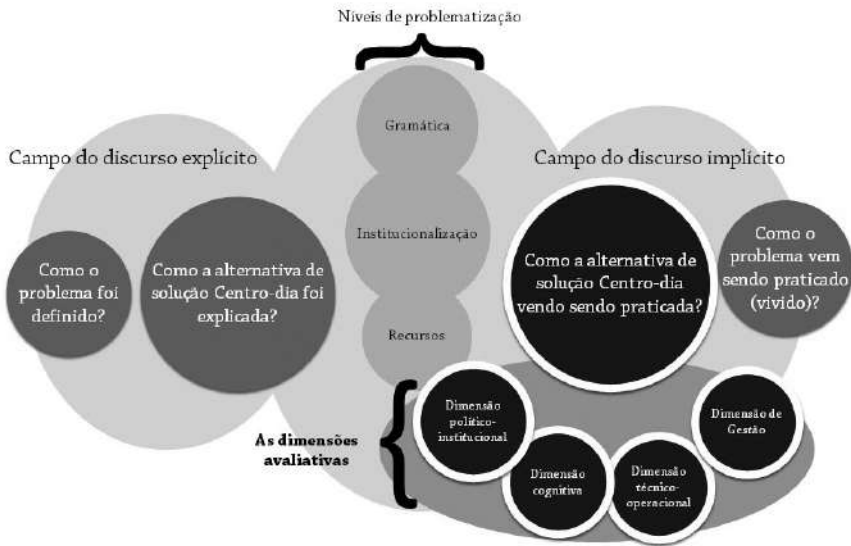 Níveis de problematização
Gramática
Institucionalização
Recursos
Campo do discurso explícito
Como o
problema foi
definido?
Como a alternativa de
solução Centro-dia foi
explicada?
Campo do discurso implícito
Como a alternativa de
solução Centro-dia
vendo sendo praticada?
Como o
problema vem
sendo praticado
(vivido)?
As dimensões
avaliativas
Dimensão
político-
institucional
Dimensão
cognitiva
Dimensão
técnico-
operacional
Dimensão de
Gestão